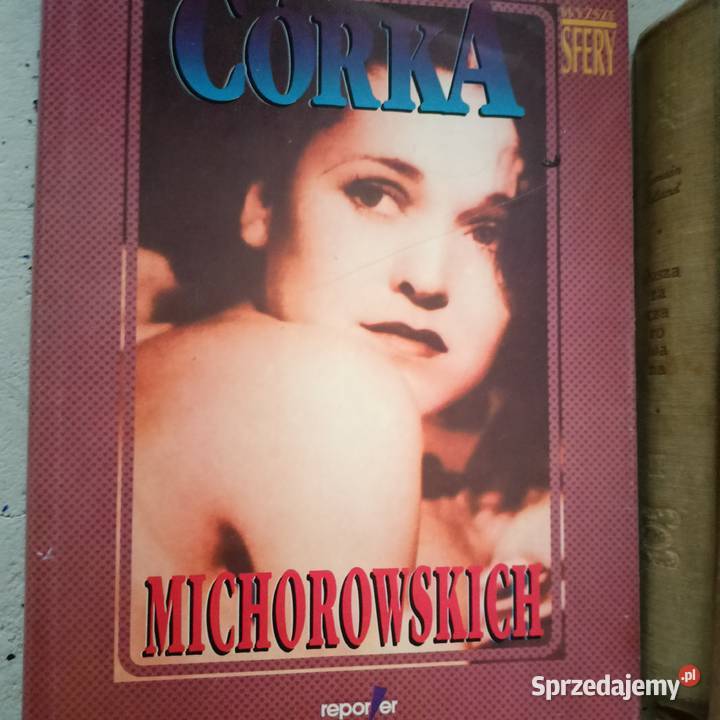 CÓRKA
WYŻSZE
SFERY
MICHOROWSKICH
reporter
Sprzedajemy.pl